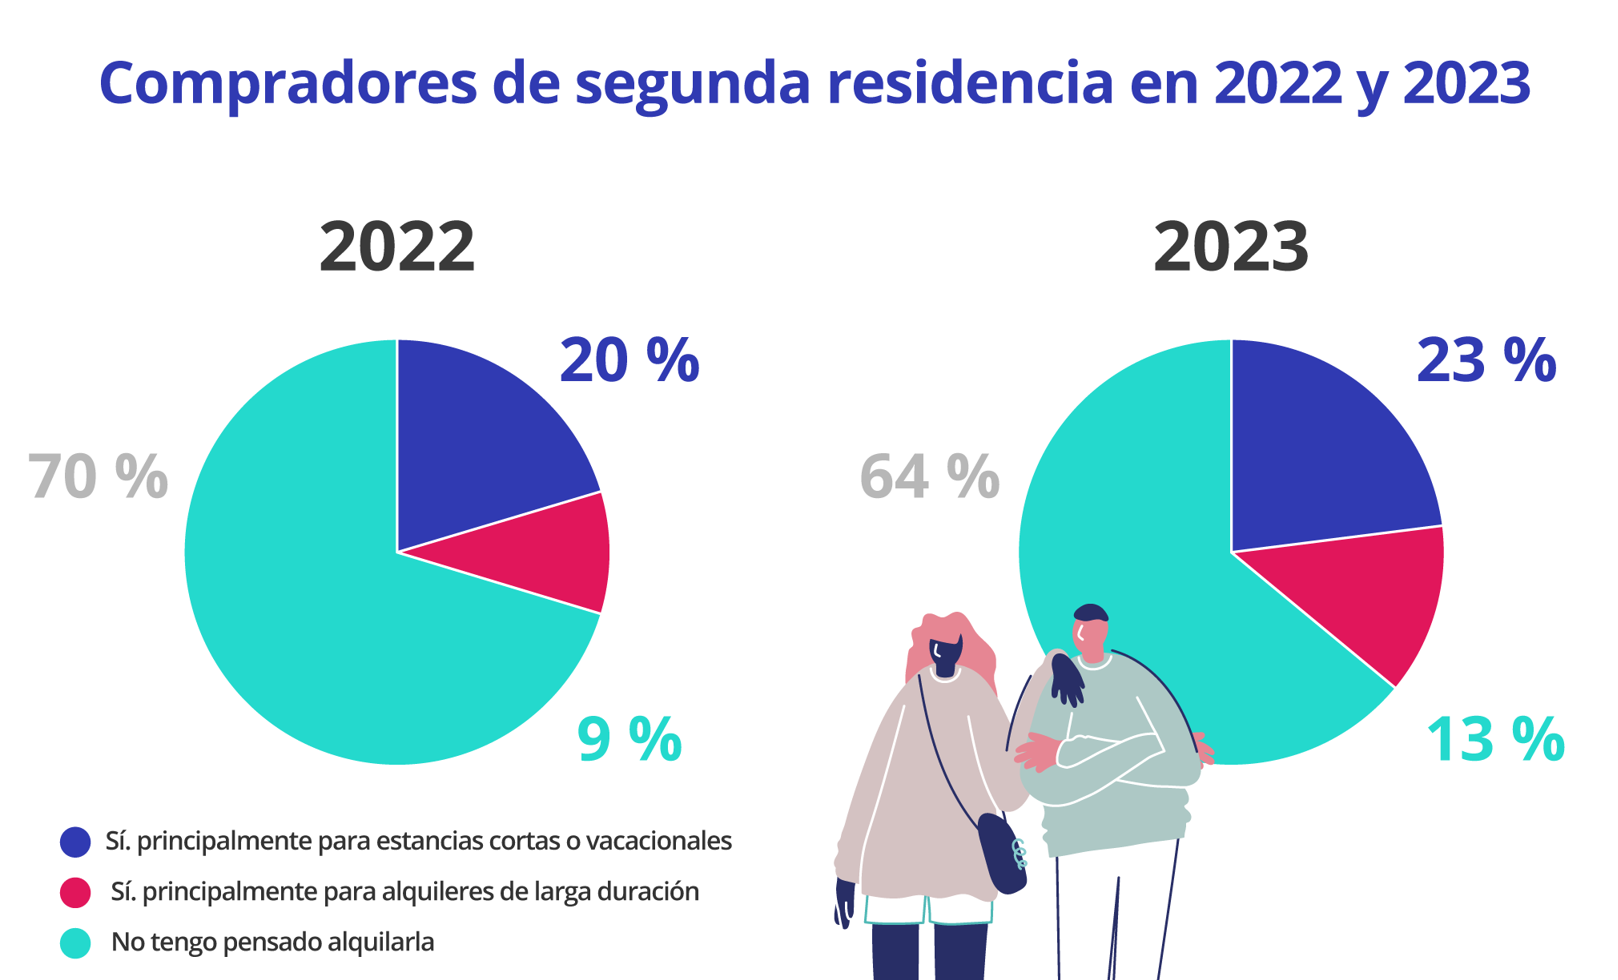 Compradores de segunda residencia en 2022 y 2023
2022
2023
20 %
23 %
70 %
64 %
9 %
13 %
Sí. principalmente para estancias cortas o vacacionales
Sí. principalmente para alquileres de larga duración
No tengo pensado alquilarla